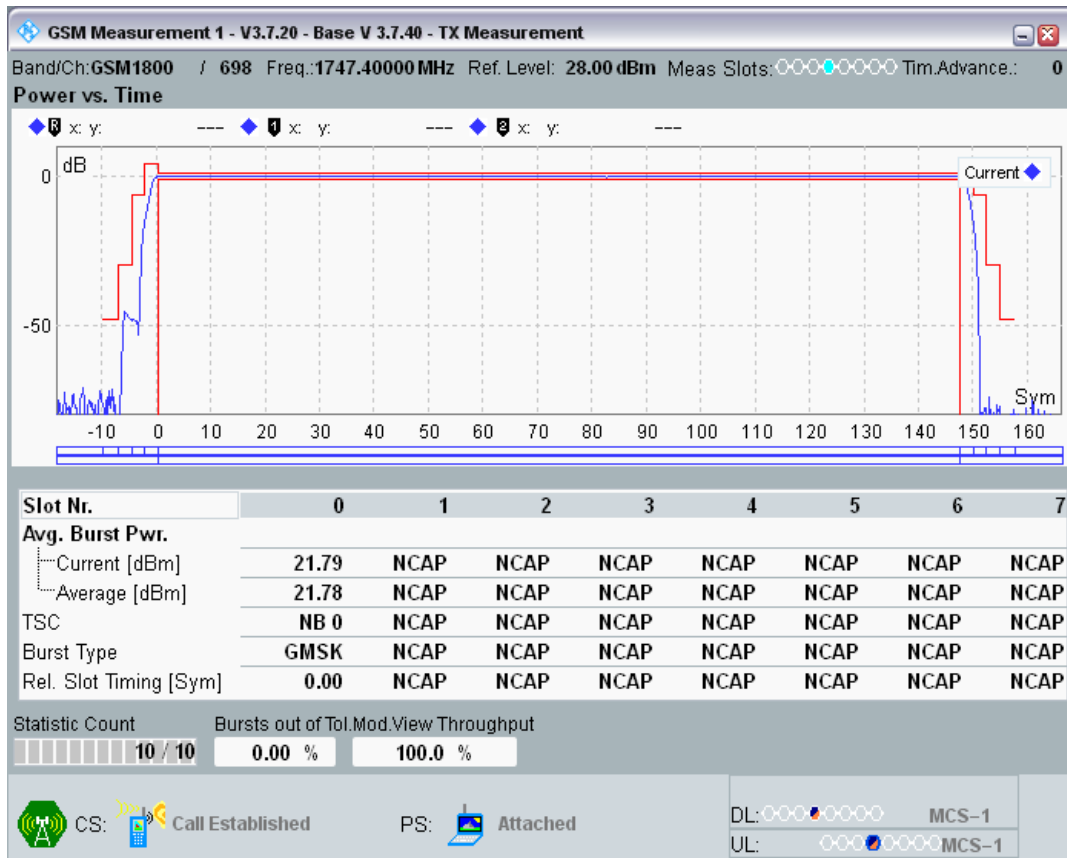 GSM Measurement 1 - V3.7.20 - Base V 3.7.40 - TX Measurement
Band/Ch:GSM1800 / 698 Freq.:1747.40000 MHz Ref. Level: 28.00 dBm Meas Slots: Tim.Advance.: 0
Power vs. Time
R x: y: --- 1 x: y: --- 2 x: y: ---
dB
0
Current
-50
Sym
-10 0 10 20 30 40 50 60 70 80 90 100 110 120 130 140 150 160
Slot Nr. 0 1 2 3 4 5 6 7
Avg. Burst Pwr.
Current [dBm] 21.79 NCAP NCAP NCAP NCAP NCAP NCAP NCAP
Average [dBm] 21.78 NCAP NCAP NCAP NCAP NCAP NCAP NCAP
TSC NB 0 NCAP NCAP NCAP NCAP NCAP NCAP NCAP
Burst Type GMSK NCAP NCAP NCAP NCAP NCAP NCAP NCAP
Rel. Slot Timing [Sym] 0.00 NCAP NCAP NCAP NCAP NCAP NCAP NCAP
Statistic Count Bursts out of Tol. Mod.View Throughput
10 / 10 0.00 % 100.0 %
CS: Call Established PS: Attached
DL: MCS-1
UL: MCS-1